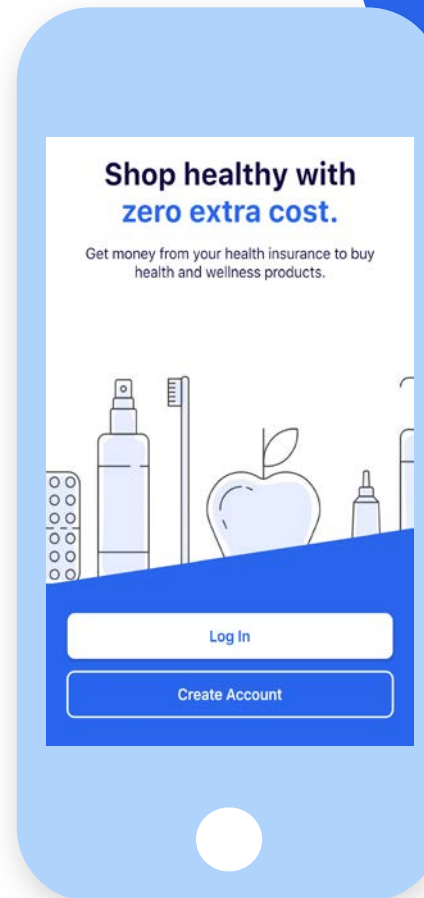 Shop healthy with
zero extra cost.
Get money from your health insurance to buy
health and wellness products.
Log In
Create Account